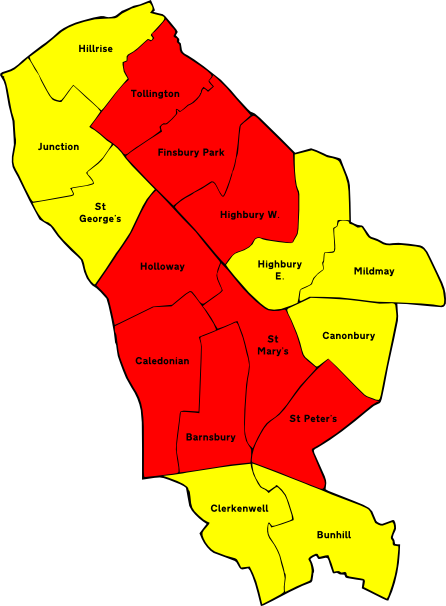 Hillrise
Tollington
Junction
Finsbury Park
St
George's
Highbury W.
Holloway
Highbury
E.
Mildmay
St
Mary's
Canonbury
Caledonian
St Peter's
Barnsbury
Clerkenwell
Bunhill